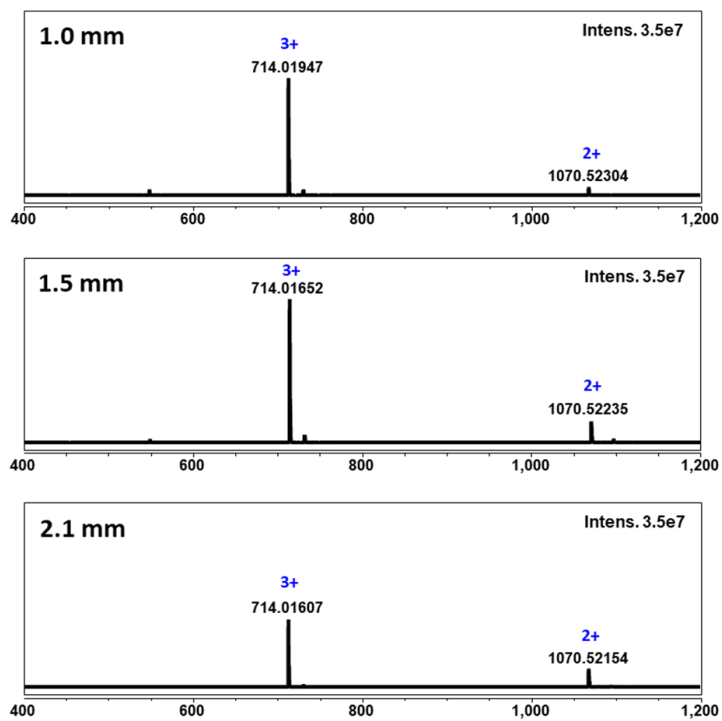 1.0 mm
Intens. 3.5e7
3+
714.01947
2+
1070.52304
400 600 800 1,000 1,200
1.5 mm
Intens. 3.5e7
3+
714.01652
2+
1070.52235
400 600 800 1,000 1,200
2.1 mm
Intens. 3.5e7
3+
714.01607
2+
1070.52154
400 600 800 1,000 1,200